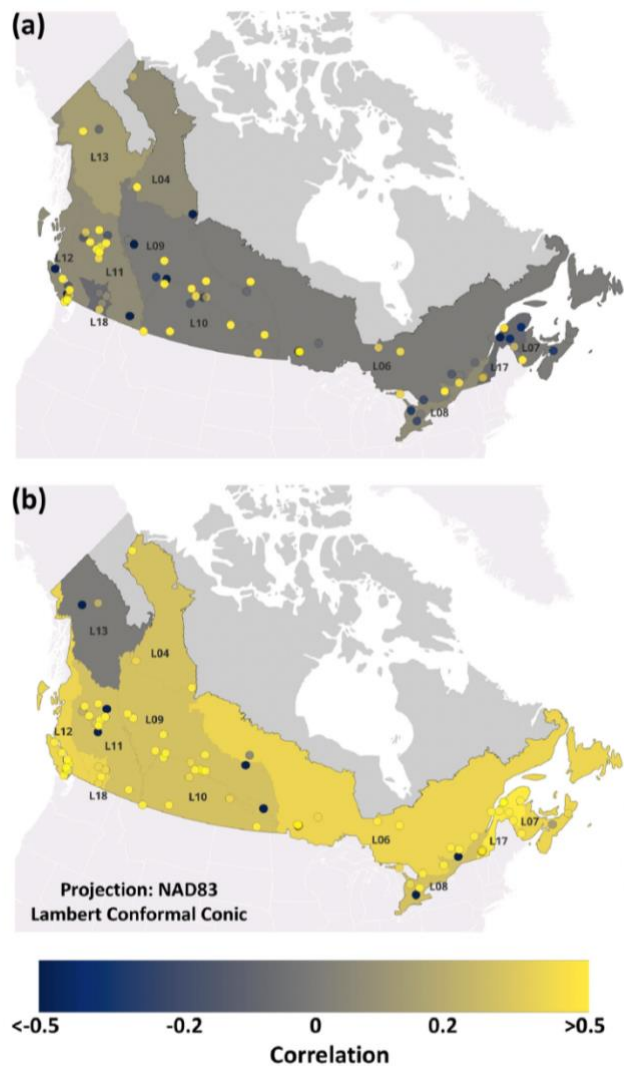 (a)
L13
L04
L12
L09
L11
L18
L10
L06
L17
L07
L08
(b)
L13
L04
L12
L09
L11
L18
L10
L06
L17
L07
L08
Projection: NAD83
Lambert Conformal Conic
<-0.5 -0.2 0 0.2 >0.5
Correlation